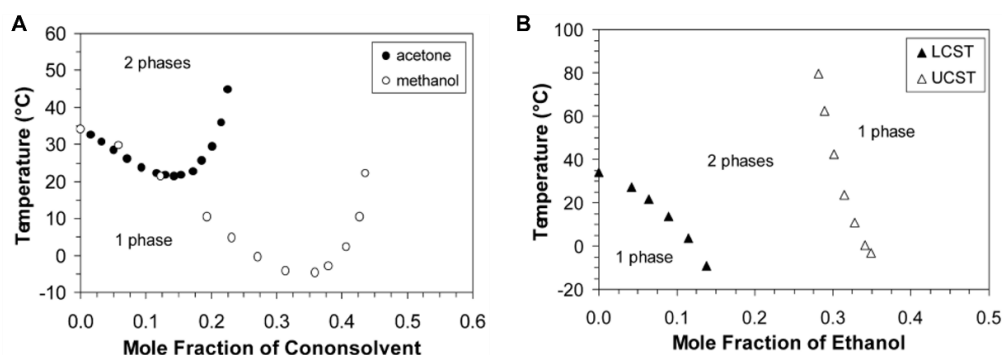 A
60
50
40
30
20
10
0
-10
Temperature (°C)
2 phases
1 phase
● acetone
○ methanol
0.0 0.1 0.2 0.3 0.4 0.5 0.6
Mole Fraction of Cononsolvent
B
100
80
60
40
20
0
-20
Temperature (°C)
▲ LCST
△ UCST
1 phase
2 phases
1 phase
0.0 0.1 0.2 0.3 0.4 0.5
Mole Fraction of Ethanol